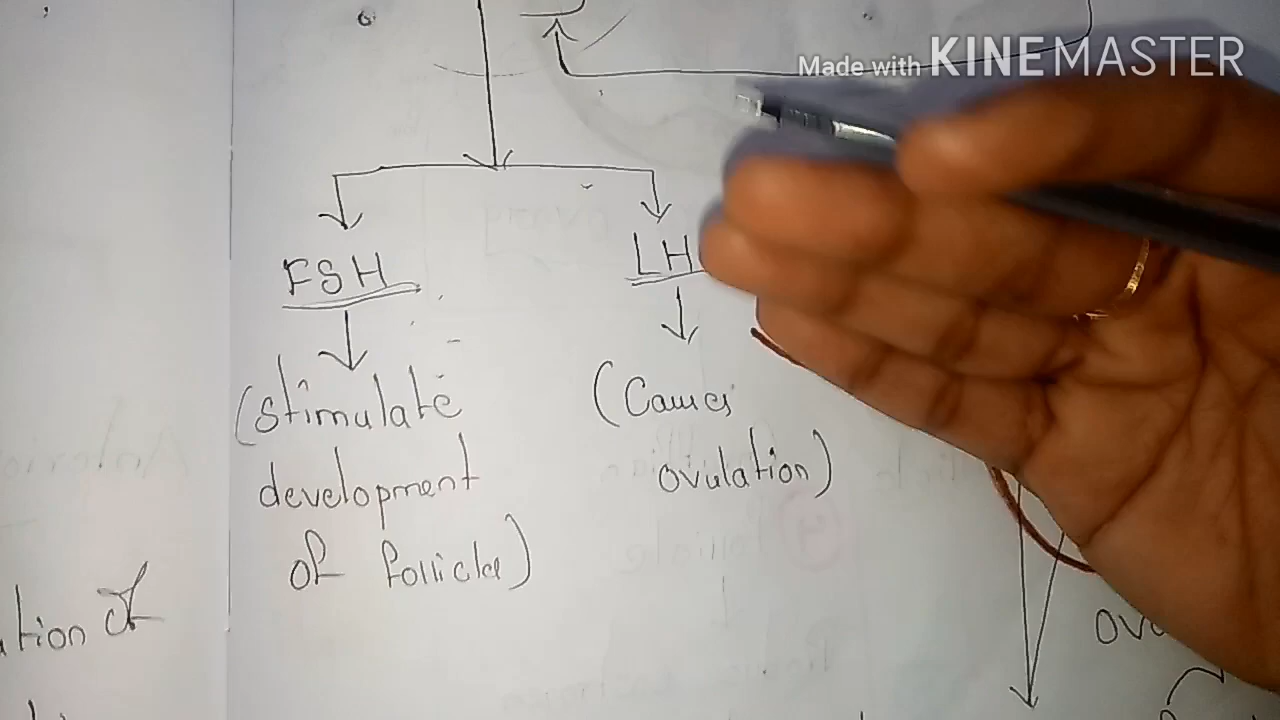 Made with KINEMASTER
FSH
LH
(Stimulate
development
of follicle)
(Causes
ovulation)